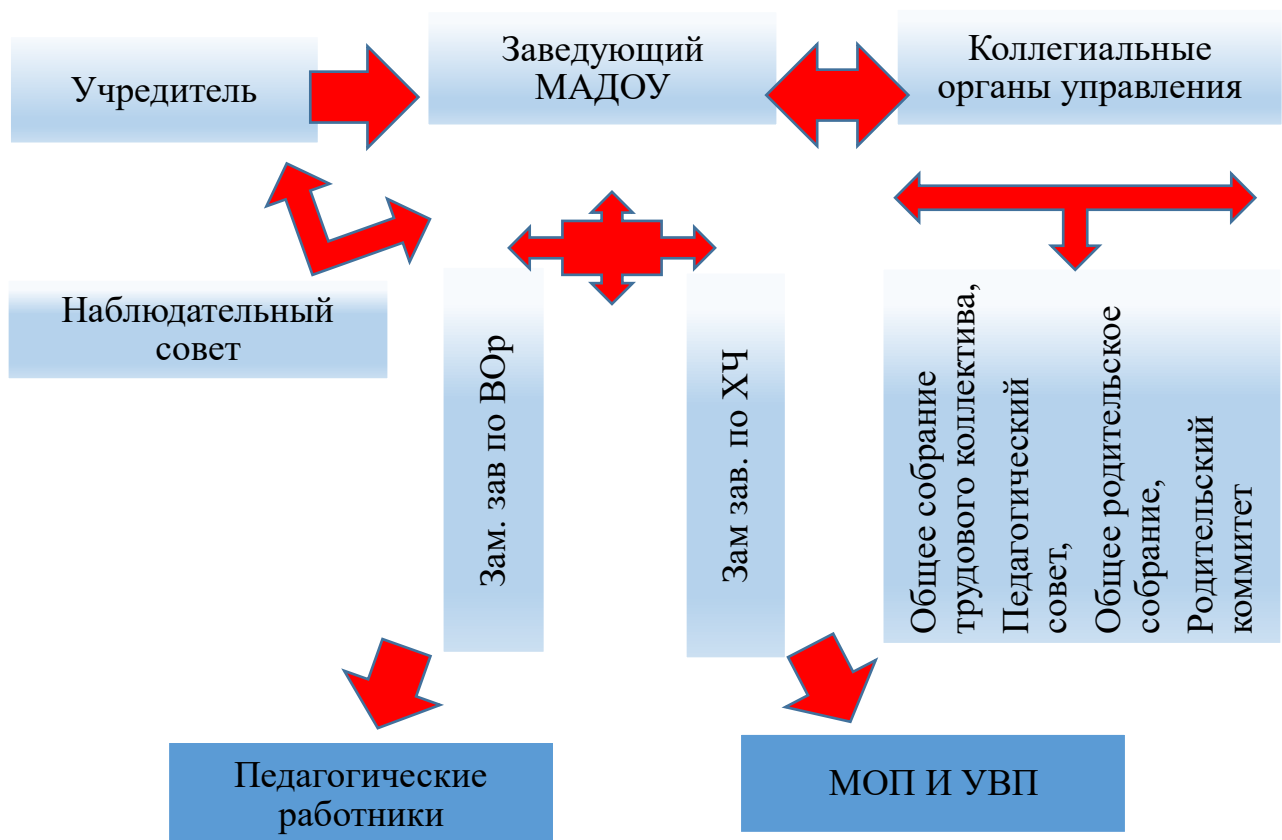 Учредитель
Заведующий
МАДОУ
Коллегиальные
органы управления
Наблюдательный
совет
Зам. зав по ВОр
Зам зав. по ХЧ
Общее собрание
трудового коллектива,
Педагогический
совет,
Общее родительское
собрание,
Родительский
коммитет
Педагогические
работники
МОП И УВП